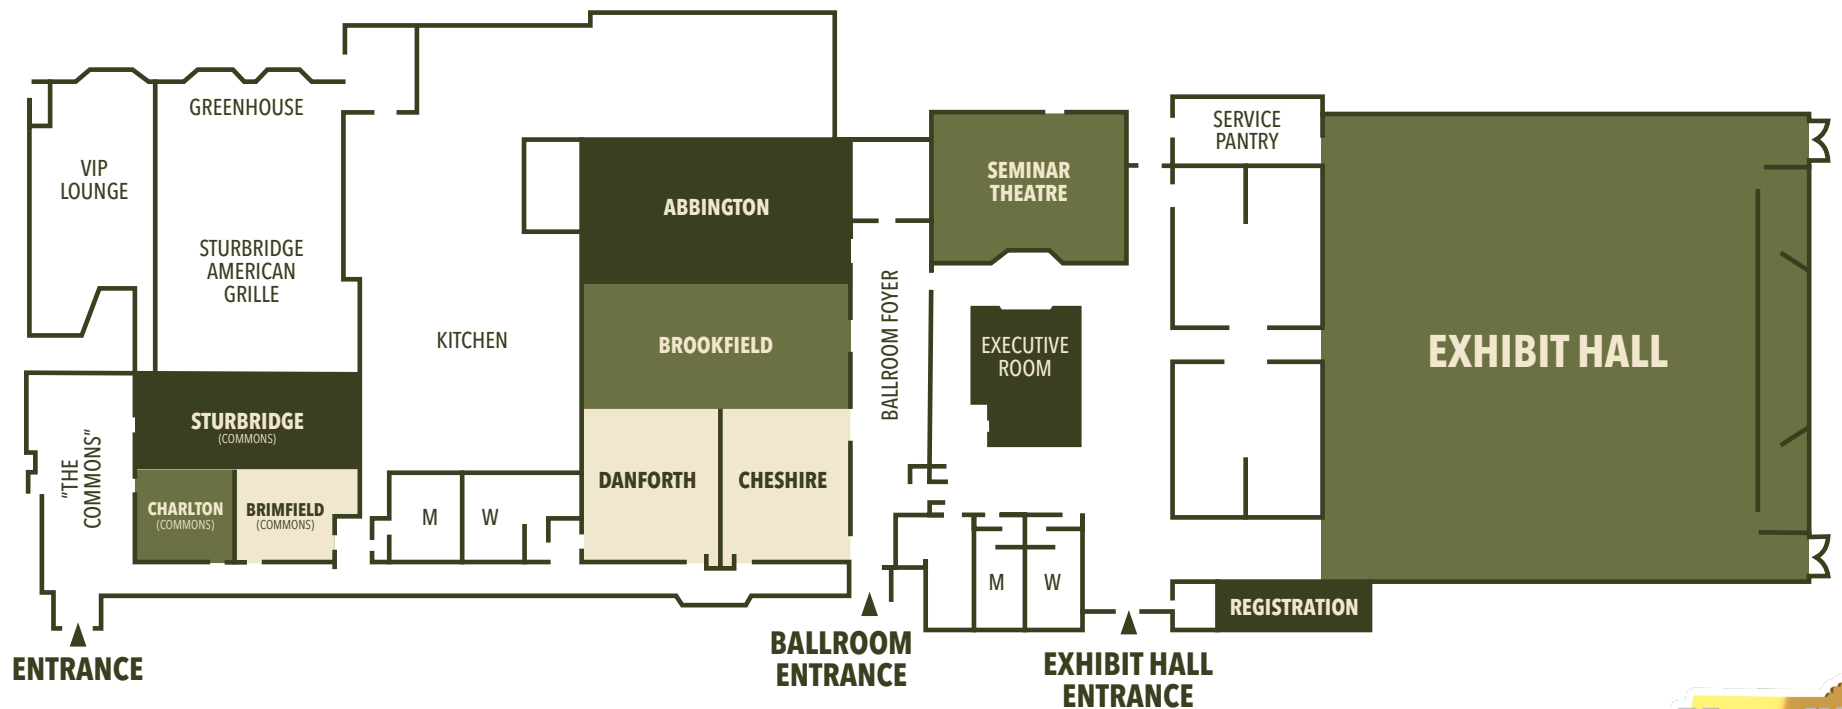 GREENHOUSE
VIP
LOUNGE
STURBRIDGE
AMERICAN
GRILLE
KITCHEN
ABBINGTON
BROOKFIELD
DANFORTH
CHESHIRE
BALLROOM FOYER
SEMINAR
THEATRE
EXECUTIVE
ROOM
SERVICE
PANTRY
EXHIBIT HALL
"THE
COMMONS"
STURBRIDGE
(COMMONS)
CHARLTON
(COMMONS)
BRIMFIELD
(COMMONS)
M
W
M
W
REGISTRATION
ENTRANCE
BALLROOM
ENTRANCE
EXHIBIT HALL
ENTRANCE